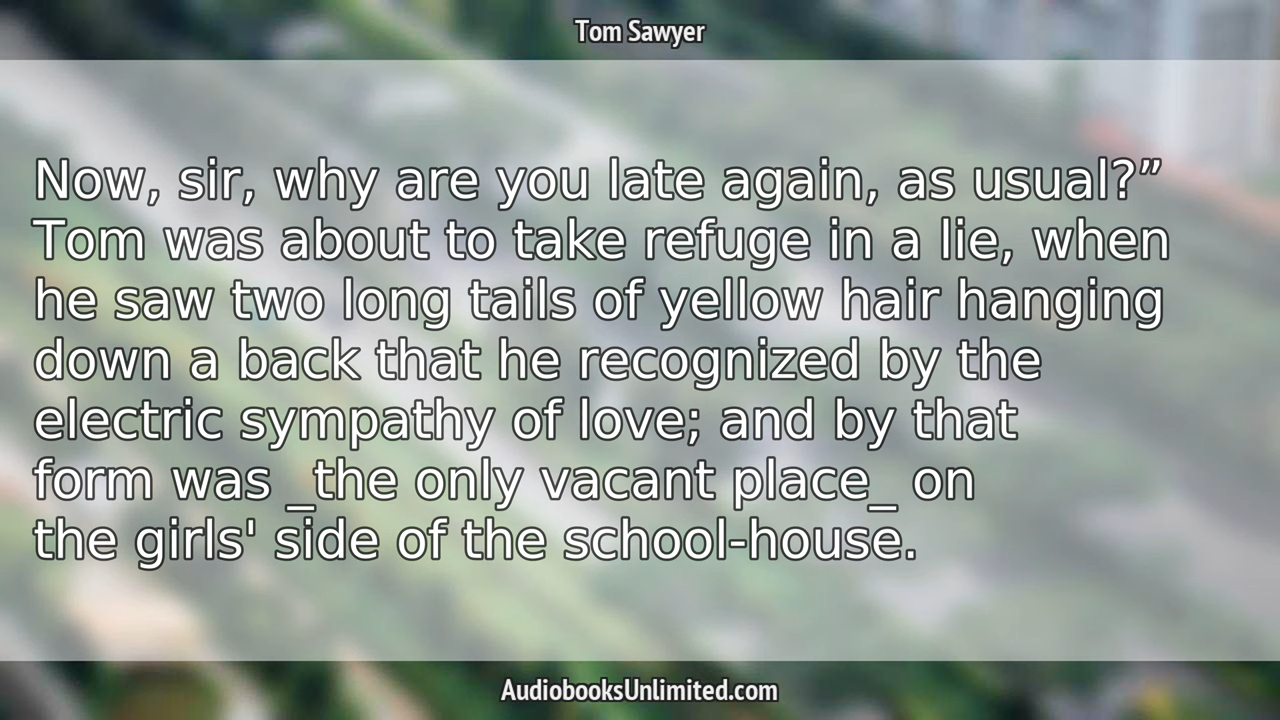 Tom Sawyer
Now, sir, why are you late again, as usual?”
Tom was about to take refuge in a lie, when
he saw two long tails of yellow hair hanging
down a back that he recognized by the
electric sympathy of love; and by that
form was _the only vacant place_ on
the girls' side of the school-house.
AudiobooksUnlimited.com